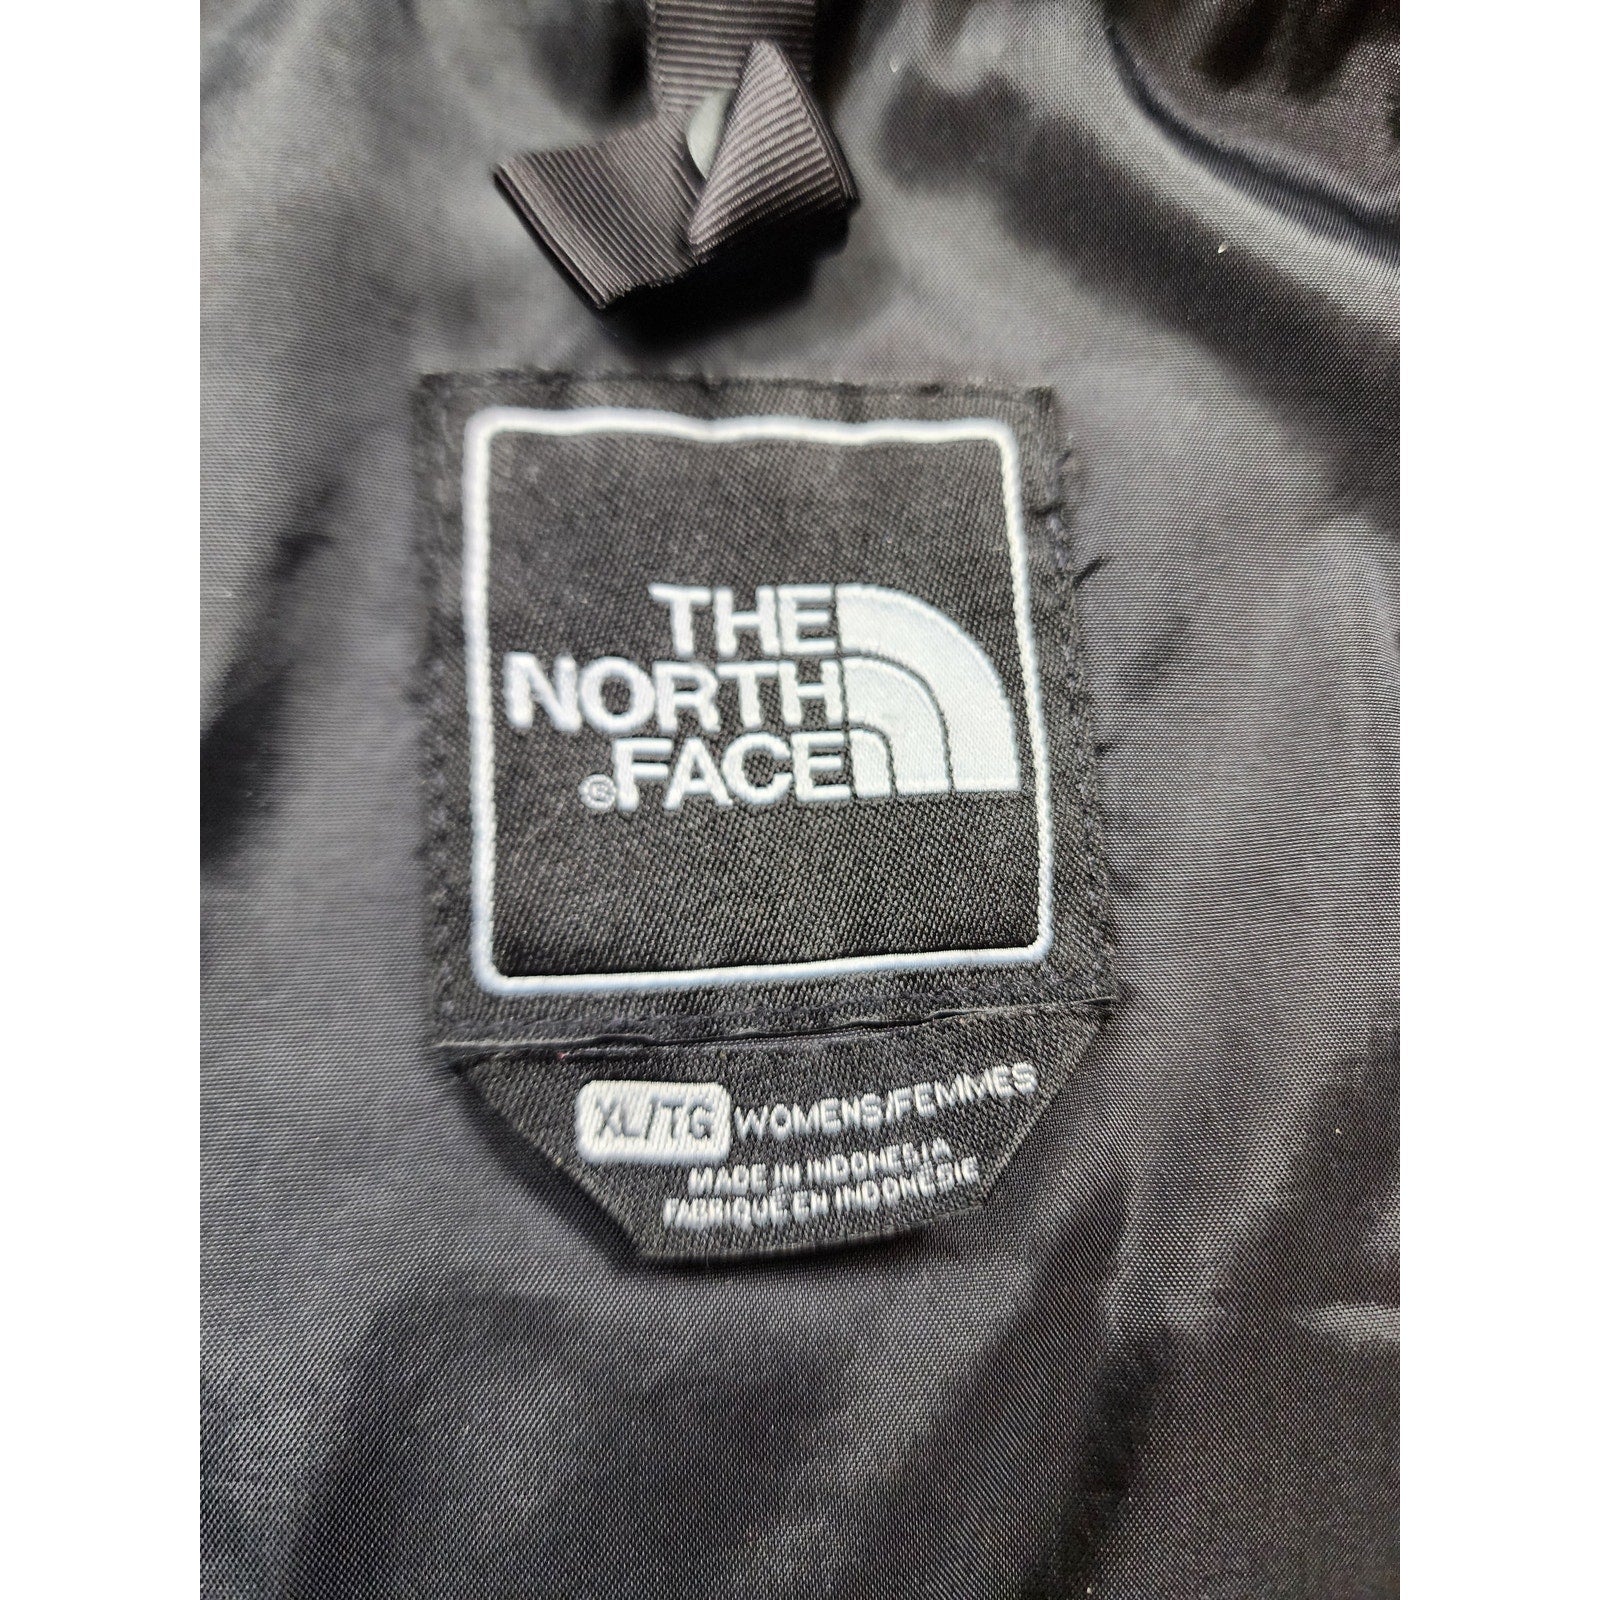 THE
NORTH
®FACE
XL/TG WOMENS/FEMMES
MADE IN INDONESIA
FABRIQUÉ EN INDONÉSIE